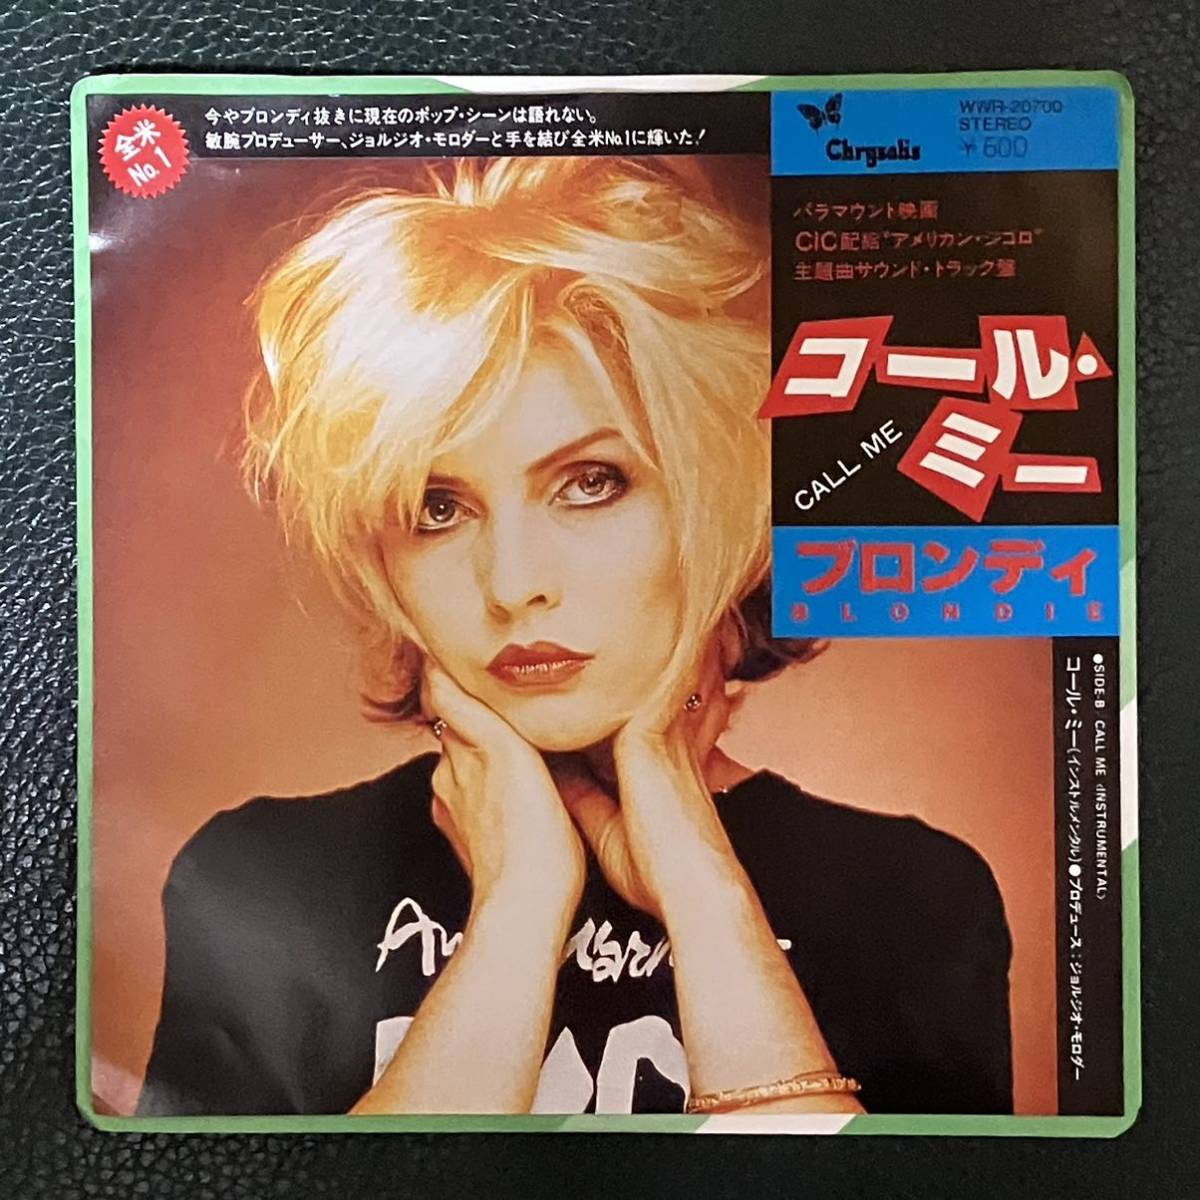 全米
No.1
今やブロンディ抜きに現在のポップ・シーンは語れない。
敏腕プロデューサー、ジョルジオ・モロダーと手を結び全米No.1に輝いた!
Chrysalis
WWR-20700
STEREO
￥600
パラマウント映画
CIC配給“アメリカン・ジゴロ”
主題曲サウンド・トラック盤
コール・
ミー
CALL ME
ブロンディ
BLONDIE
●SIDE-B CALL ME〈INSTRUMENTAL〉
コール・ミー(インストルメンタル)●プロデュース:ジョルジオ・モロダー